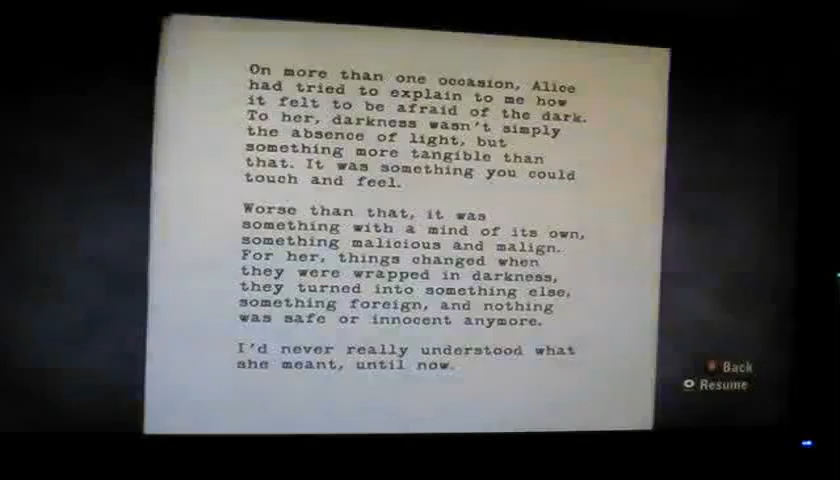 On more than one occasion, Alice
had tried to explain to me how
it felt to be afraid of the dark.
To her, darkness wasn't simply
the absence of light, but
something more tangible than
that. It was something you could
touch and feel.
Worse than that, it was
something with a mind of its own,
something malicious and malign.
For her, things changed when
they were wrapped in darkness,
they turned into something else,
something foreign, and nothing
was safe or innocent anymore.
I'd never really understood what
she meant, until now.
Back
Resume